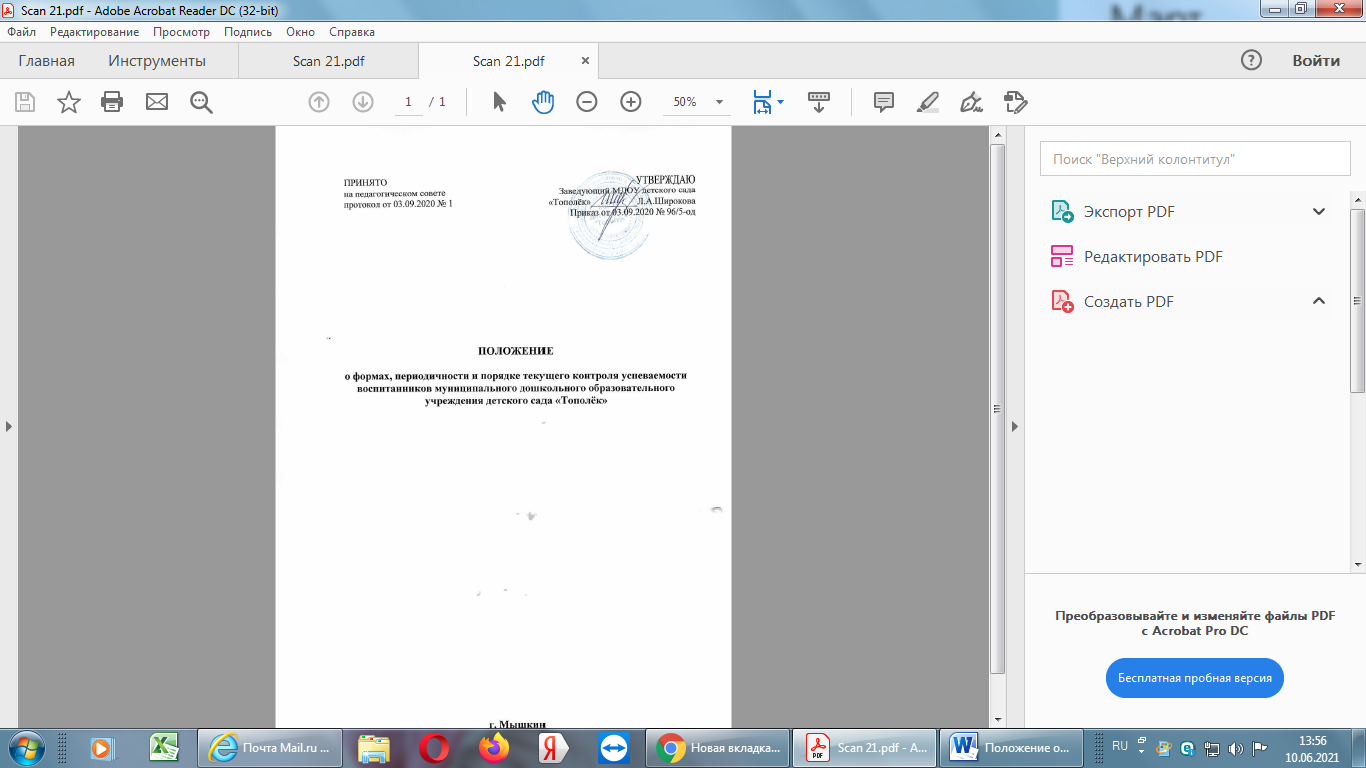 Scan 21.pdf - Adobe Acrobat Reader DC (32-bit)
Файл Редактирование Просмотр Подпись Окно Справка
Главная Инструменты Scan 21.pdf Scan 21.pdf × Войти
1 / 1 50%
ПРИНЯТО
на педагогическом совете
протокол от 03.09.2020 № 1
УТВЕРЖДАЮ
Заведующий МДОУ детского сада
«Тополёк» Л.А.Широкова
Приказ от 03.09.2020 № 96/5-од
ПОЛОЖЕНИЕ
о формах, периодичности и порядке текущего контроля успеваемости
воспитанников муниципального дошкольного образовательного
учреждения детского сада «Тополёк»
г. Мышкин
Поиск "Верхний колонтитул"
Экспорт PDF
Редактировать PDF
Создать PDF
Преобразовывайте и изменяйте файлы PDF
с Acrobat Pro DC
Бесплатная пробная версия
Почта Mail.ru ... Новая вкладка... Scan 21.pdf - A... Положение о... RU 13:56
10.06.2021